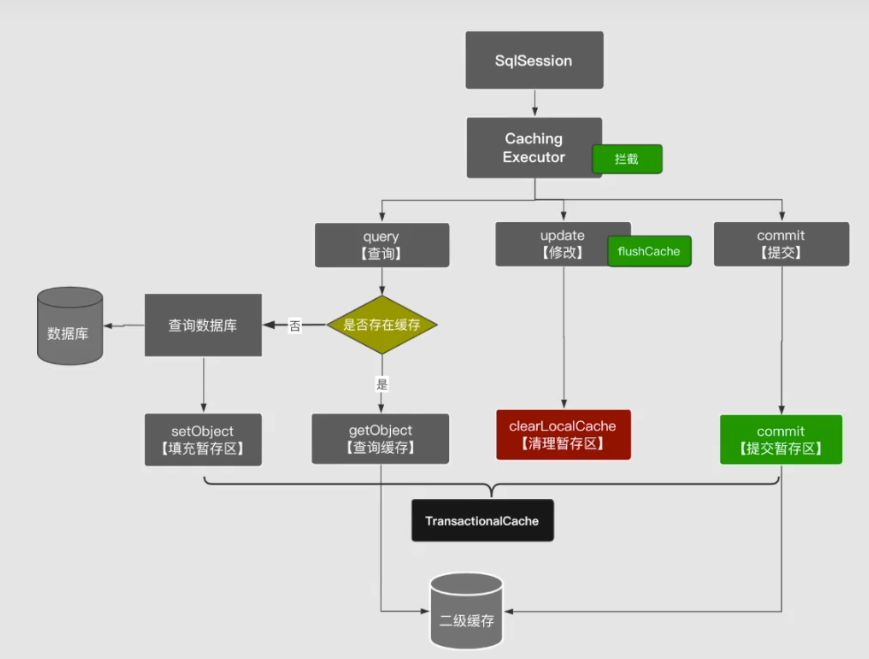 SqlSession
Caching
Executor
拦截
query
【查询】
update
【修改】
flushCache
commit
【提交】
数据库
查询数据库
否
是否存在缓存
是
setObject
【填充暂存区】
getObject
【查询缓存】
clearLocalCache
【清理暂存区】
commit
【提交暂存区】
TransactionalCache
二级缓存